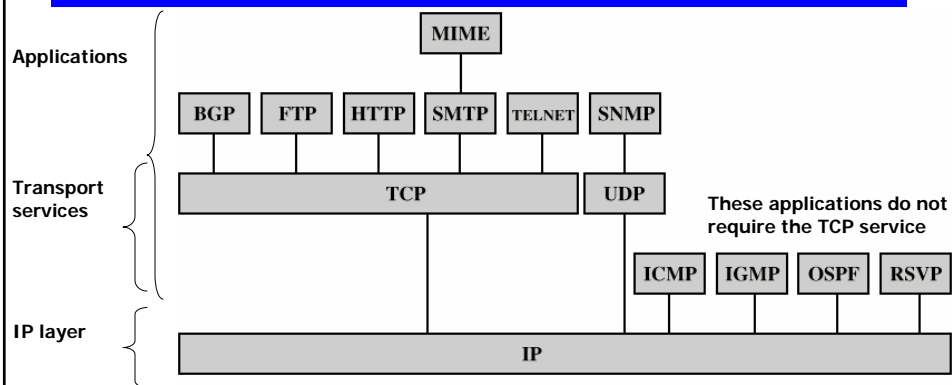 Applications
MIME
BGP FTP HTTP SMTP TELNET SNMP
Transport
services
TCP UDP
These applications do not
require the TCP service
ICMP IGMP OSPF RSVP
IP layer
IP